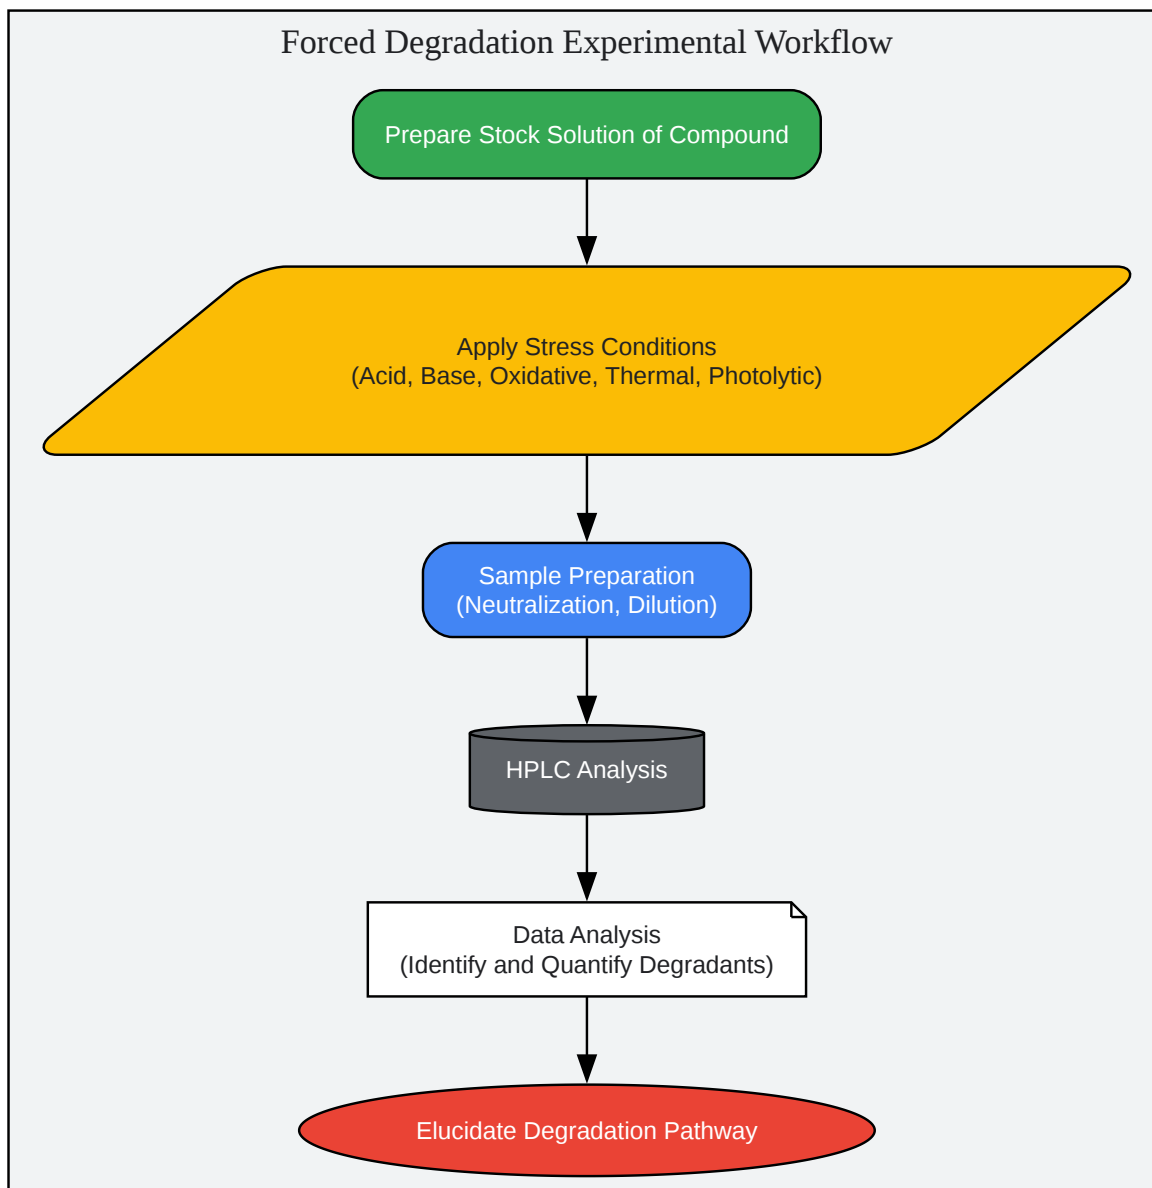 Forced Degradation Experimental Workflow
Prepare Stock Solution of Compound
Apply Stress Conditions
(Acid, Base, Oxidative, Thermal, Photolytic)
Sample Preparation
(Neutralization, Dilution)
HPLC Analysis
Data Analysis
(Identify and Quantify Degradants)
Elucidate Degradation Pathway